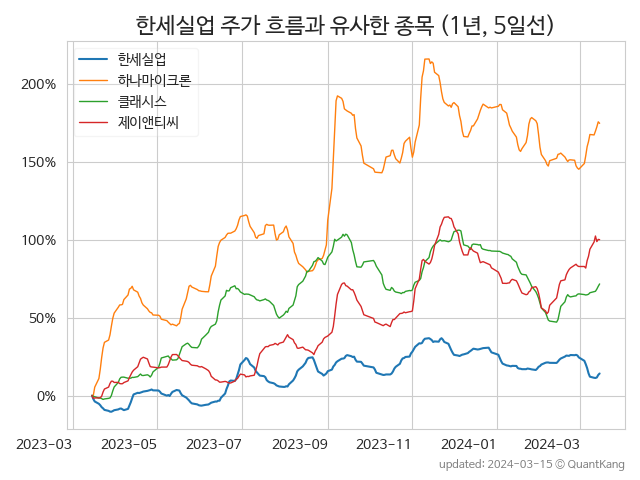 한세실업 주가 흐름과 유사한 종목 (1년, 5일선)
한세실업
하나마이크론
클래시스
제이앤티씨
200%
150%
100%
50%
0%
2023-03
2023-05
2023-07
2023-09
2023-11
2024-01
2024-03
updated: 2024-03-15 © QuantKang